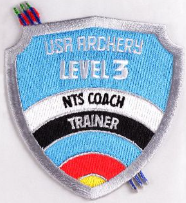 USA ARCHERY
LEVEL 3
NTS COACH
TRAINER